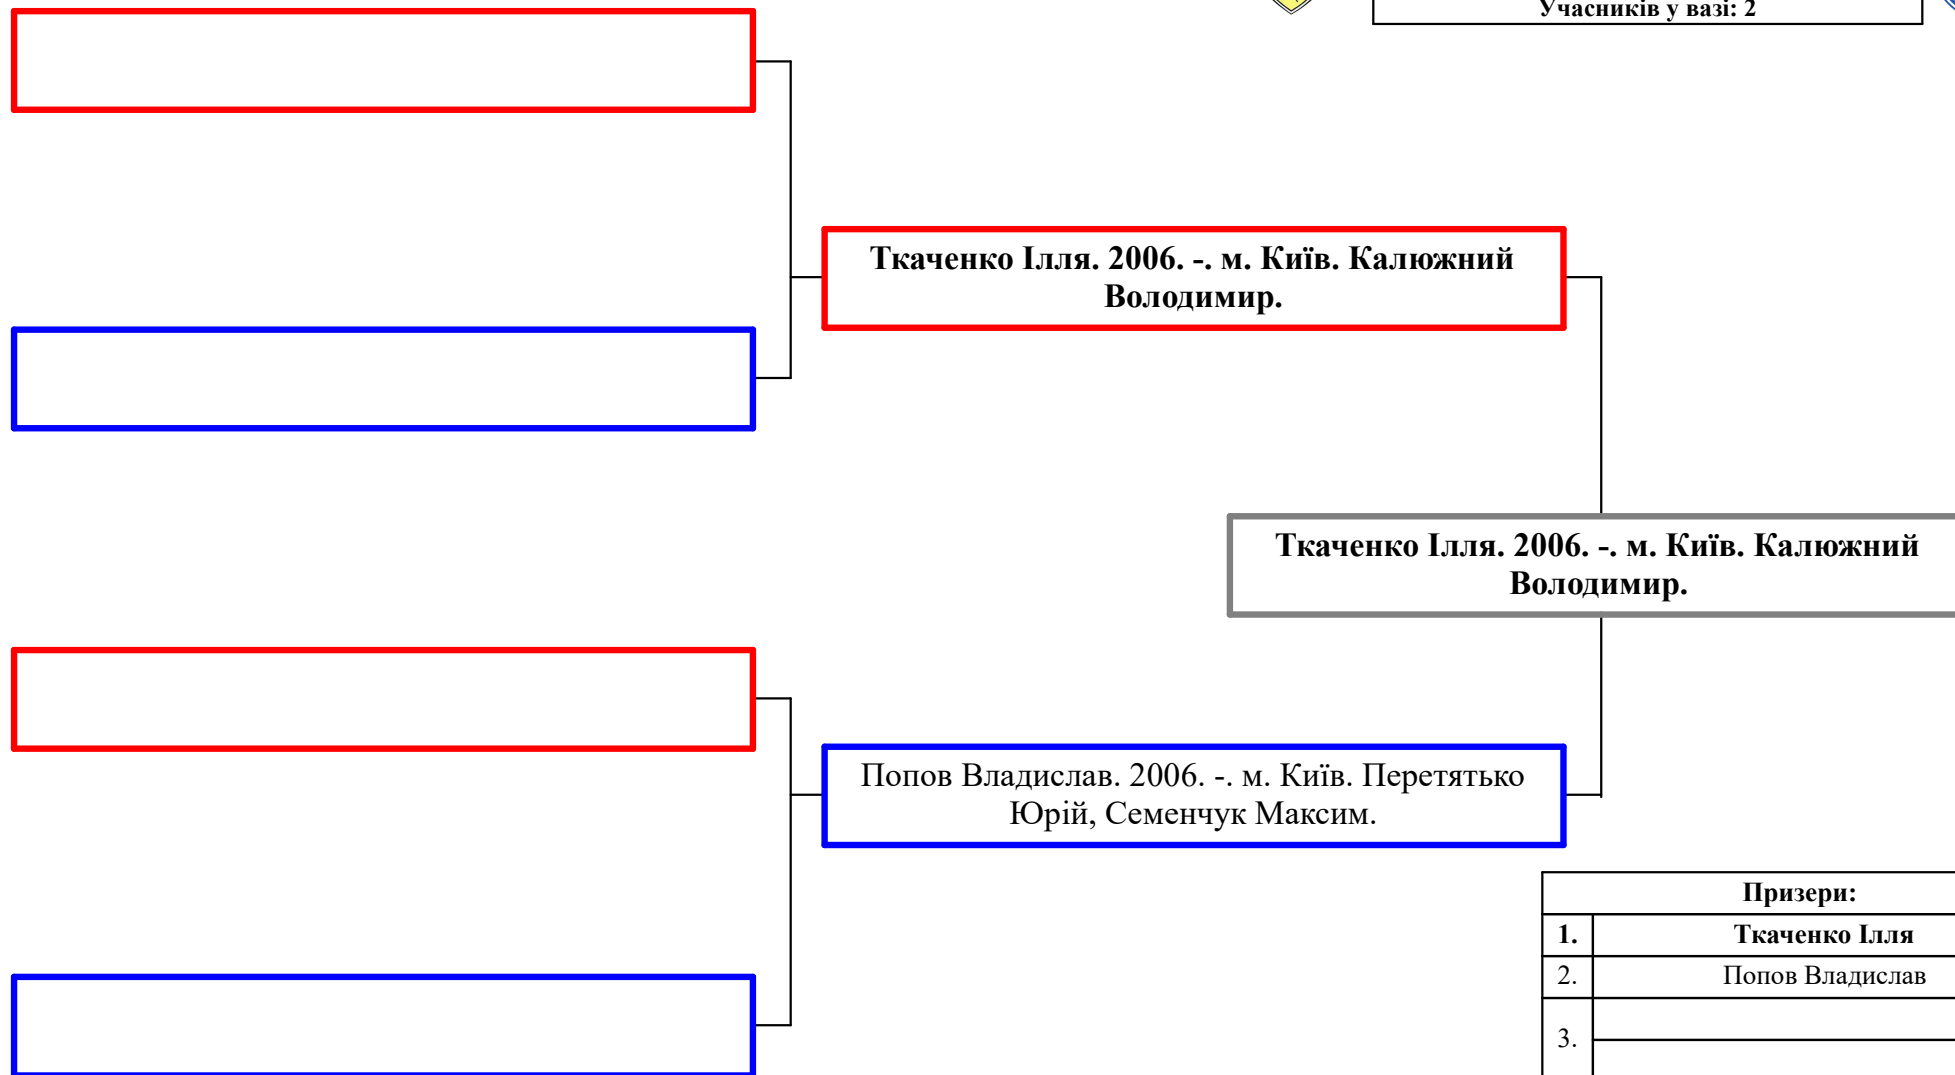 Учасників у вазі: 2
Ткаченко Ілля. 2006. -. м. Київ. Калюжний
Володимир.
Ткаченко Ілля. 2006. -. м. Київ. Калюжний
Володимир.
Попов Владислав. 2006. -. м. Київ. Перетятько
Юрій, Семенчук Максим.
Призери:
1. Ткаченко Ілля
2. Попов Владислав
3.